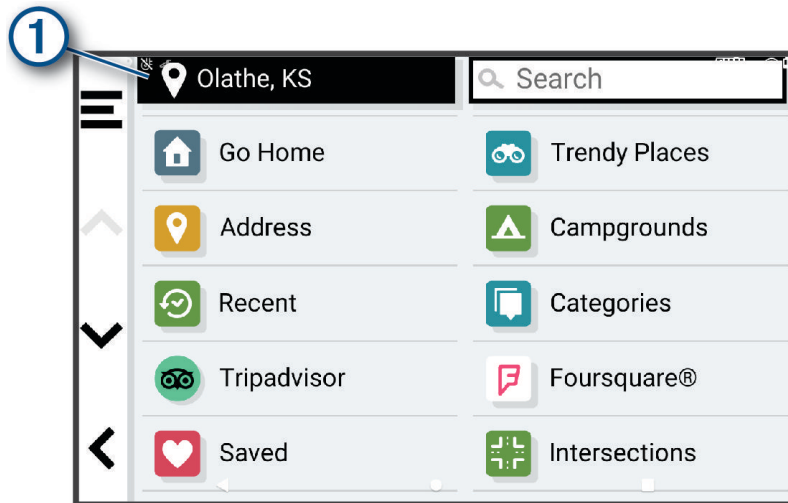 1
Olathe, KS
Search
Go Home
Trendy Places
Address
Campgrounds
Recent
Categories
Tripadvisor
Foursquare®
Saved
Intersections